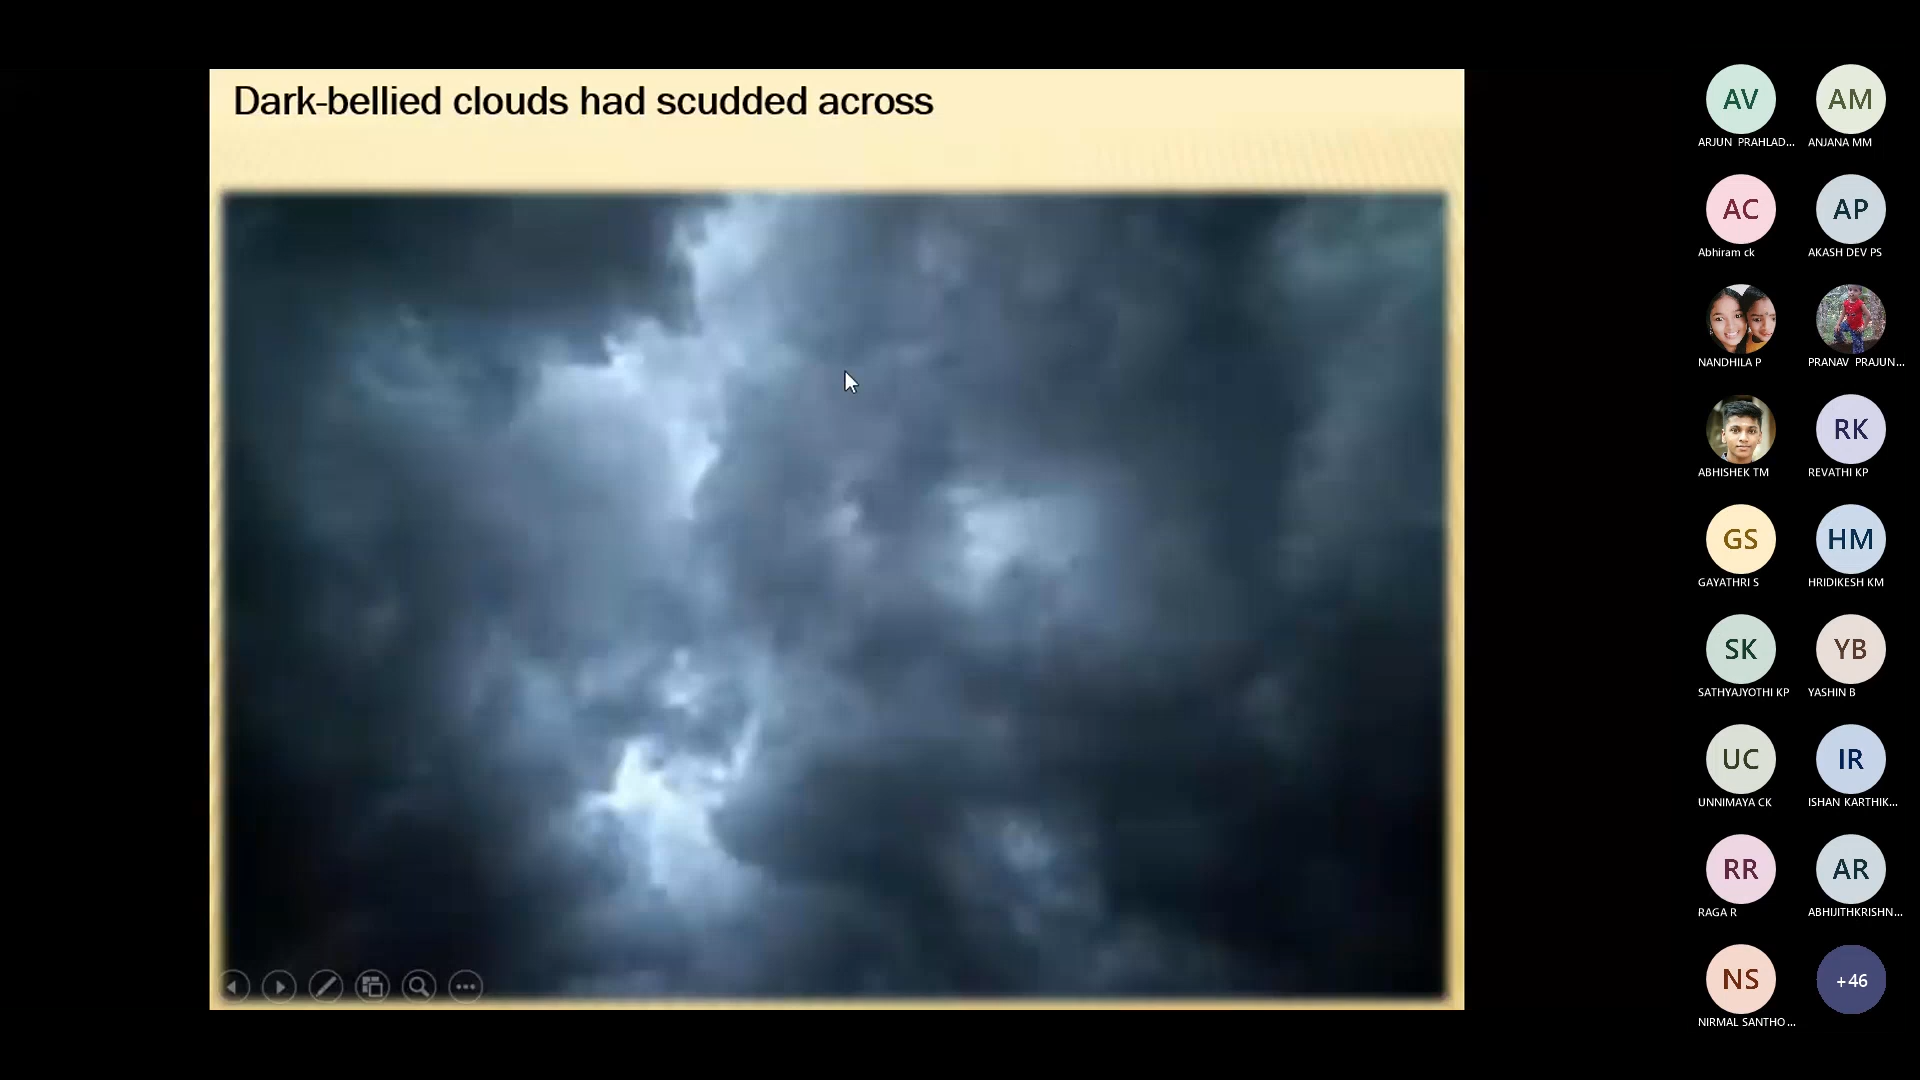 Dark-bellied clouds had scudded across
AV
AM
ARJUN PRAHLAD...
ANJANA MM
AC
AP
Abhiram ck
AKASH DEV PS
NANDHILA P
PRANAV PRAJUN...
RK
ABHISHEK TM
REVATHI KP
GS
HM
GAYATHRI S
HRIDIKESH KM
SK
YB
SATHYAJYOTHI KP
YASHIN B
UC
IR
UNNIMAYA CK
ISHAN KARTHIK...
RR
AR
RAGA R
ABHIJITHKRISHN...
NS
+46
NIRMAL SANTHO...